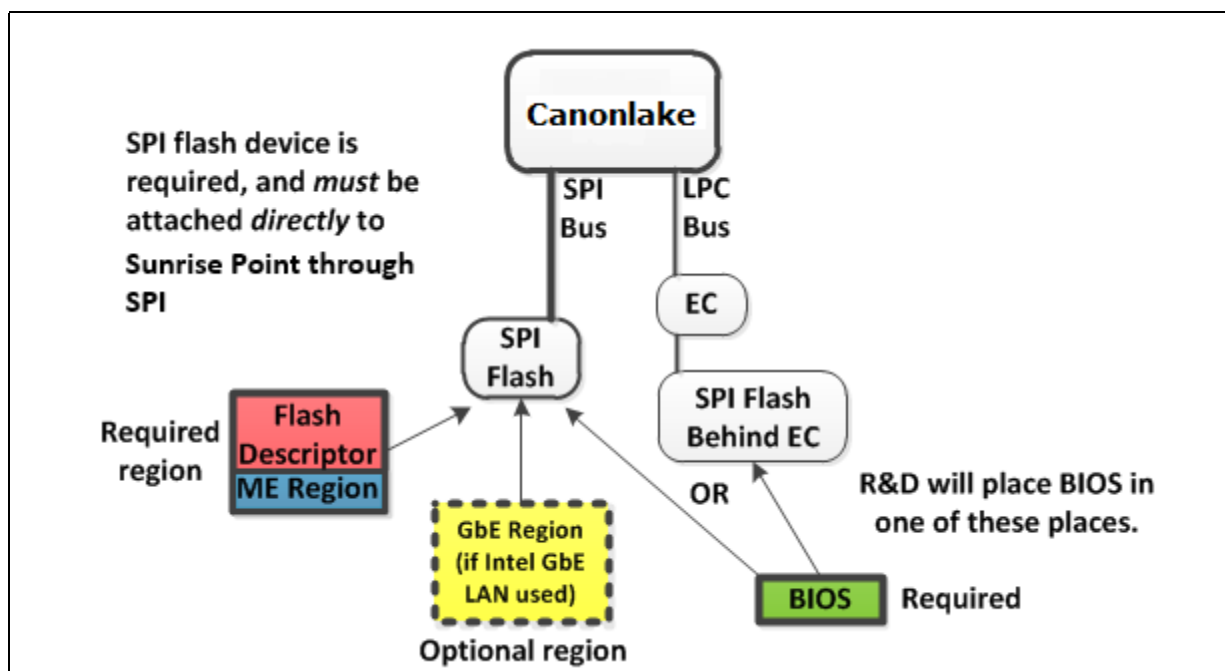 Canonlake
SPI flash device is
required, and must be
attached directly to
Sunrise Point through
SPI
SPI
Bus
LPC
Bus
EC
SPI
Flash
SPI Flash
Behind EC
Required
region
Flash
Descriptor
ME Region
OR
R&D will place BIOS in
one of these places.
GbE Region
(if Intel GbE
LAN used)
Optional region
BIOS
Required